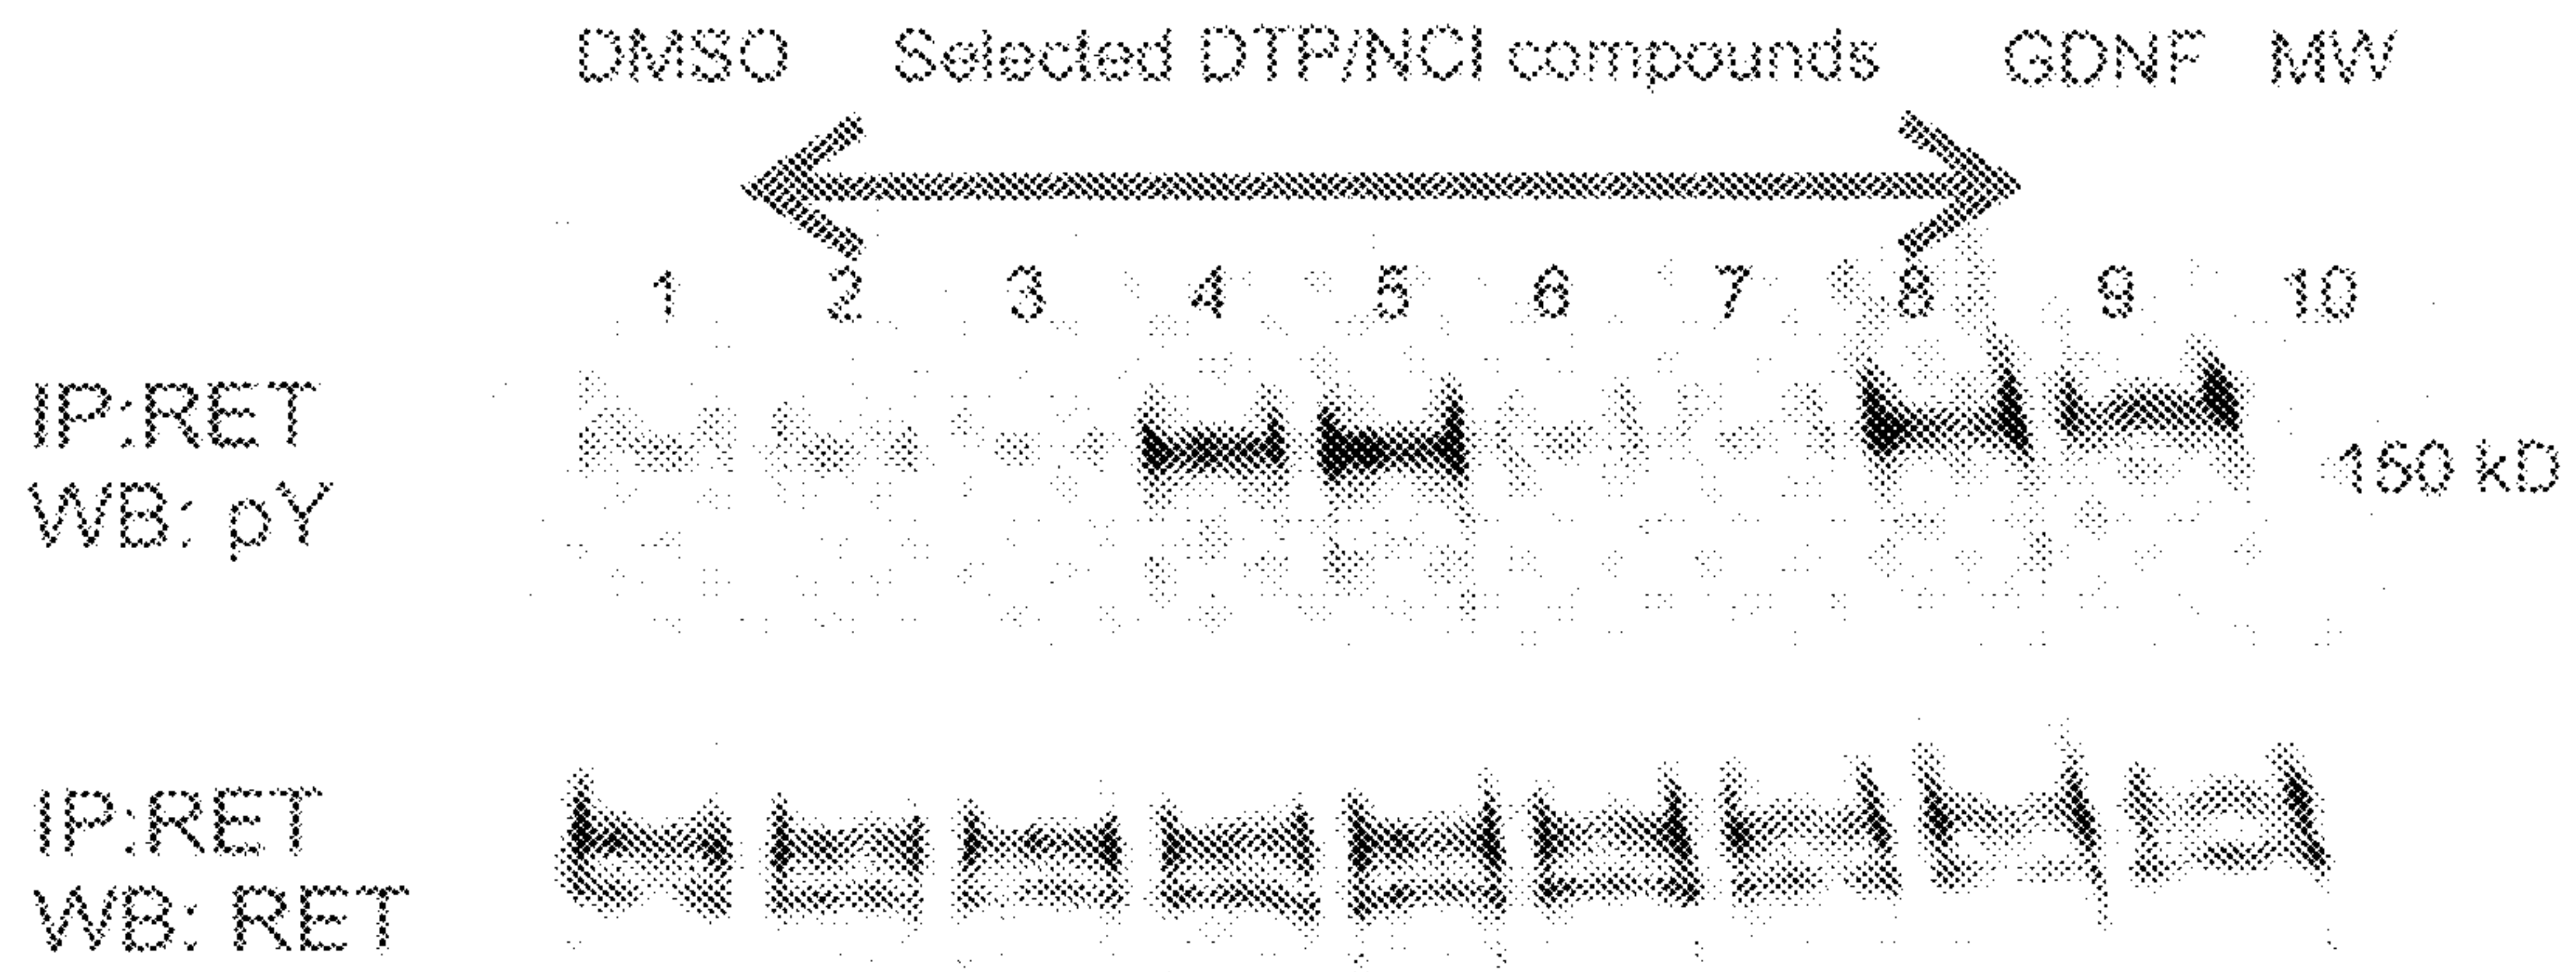 DMSO Selected DTP/NCI compounds GDNF MW
1 2 3 4 5 6 7 8 9 10
IP:RET
WB: pY
150 kD
IP:RET
WB: RET